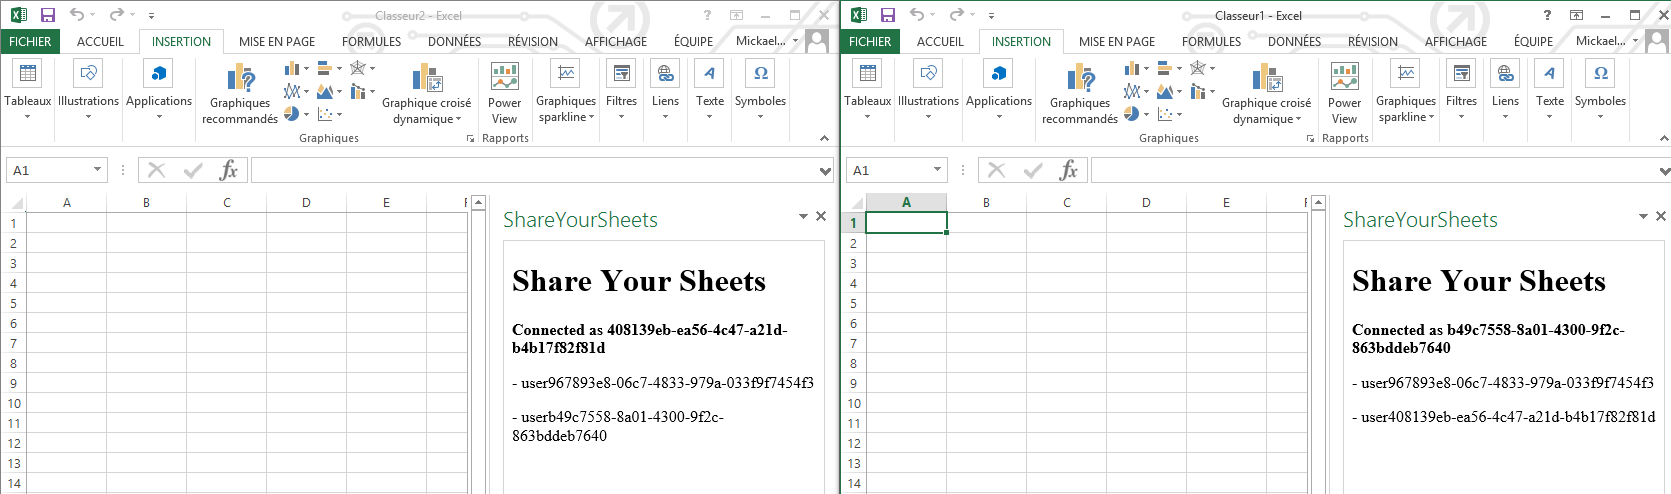 Classeur2 - Excel
FICHIER ACCUEIL INSERTION MISE EN PAGE FORMULES DONNÉES RÉVISION AFFICHAGE ÉQUIPE Mickael...
Tableaux Illustrations Applications Graphiques recommandés Graphique croisé dynamique Power View Graphiques sparkline Filtres Liens Texte Symboles
Graphiques Rapports
A1 fx
A B C D E F
ShareYourSheets
1
2
3
4
5
6
7
8
9
10
11
12
13
14
Share Your Sheets
Connected as 408139eb-ea56-4c47-a21d-
b4b17f82f81d
- user967893e8-06c7-4833-979a-033f9f7454f3
- userb49c7558-8a01-4300-9f2c-
863bddeb7640
Classeur1 - Excel
FICHIER ACCUEIL INSERTION MISE EN PAGE FORMULES DONNÉES RÉVISION AFFICHAGE ÉQUIPE Mickael...
Tableaux Illustrations Applications Graphiques recommandés Graphique croisé dynamique Power View Graphiques sparkline Filtres Liens Texte Symboles
Graphiques Rapports
A1 fx
A B C D E F
ShareYourSheets
1
2
3
4
5
6
7
8
9
10
11
12
13
14
Share Your Sheets
Connected as b49c7558-8a01-4300-9f2c-
863bddeb7640
- user967893e8-06c7-4833-979a-033f9f7454f3
- user408139eb-ea56-4c47-a21d-b4b17f82f81d